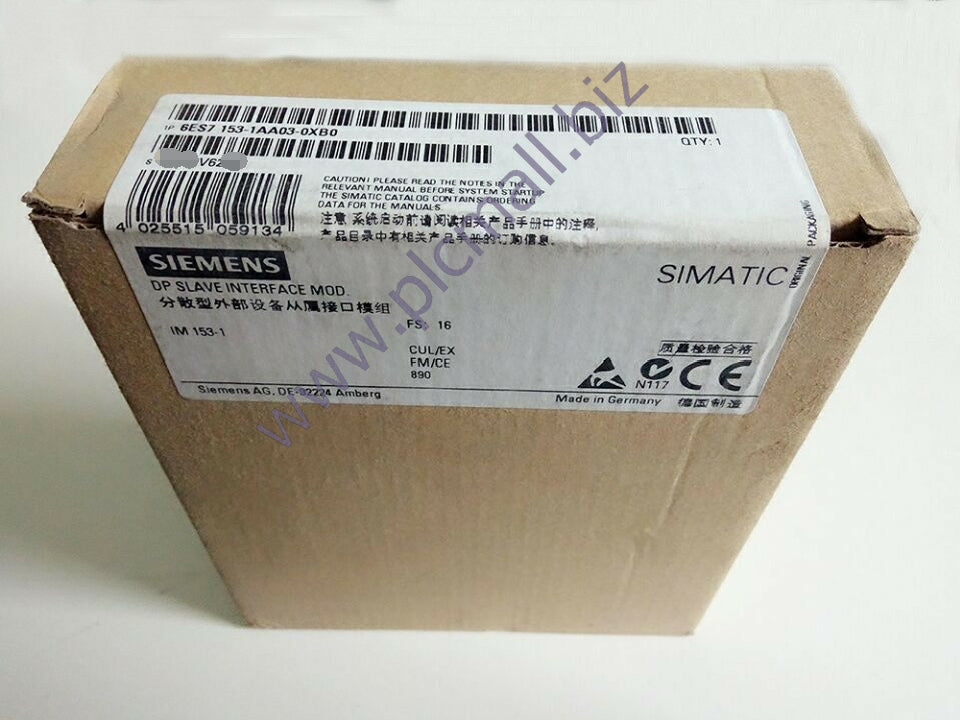 1P 6ES7 153-1AA03-0XB0
QTY: 1
S V62
CAUTION! PLEASE READ THE NOTES IN THE
RELEVANT MANUAL BEFORE SYSTEM STARTUP
THE SIMATIC CATALOG CONTAINS ORDERING
DATA FOR THE MANUALS.
注意 系统启动前请阅读相关产品手册中的注释,
产品目录中有相关产品手册的订购信息.
4 025515 059134
ORIGINAL PACKAGING
SIEMENS
SIMATIC
DP SLAVE INTERFACE MOD.
分散型外部设备从属接口模组
IM 153-1
FS: 16
CUL/EX
FM/CE
890
质量检验合格
N117
CE
Siemens AG, DE-92224 Amberg
Made in Germany 德国制造
www.plcmall.biz